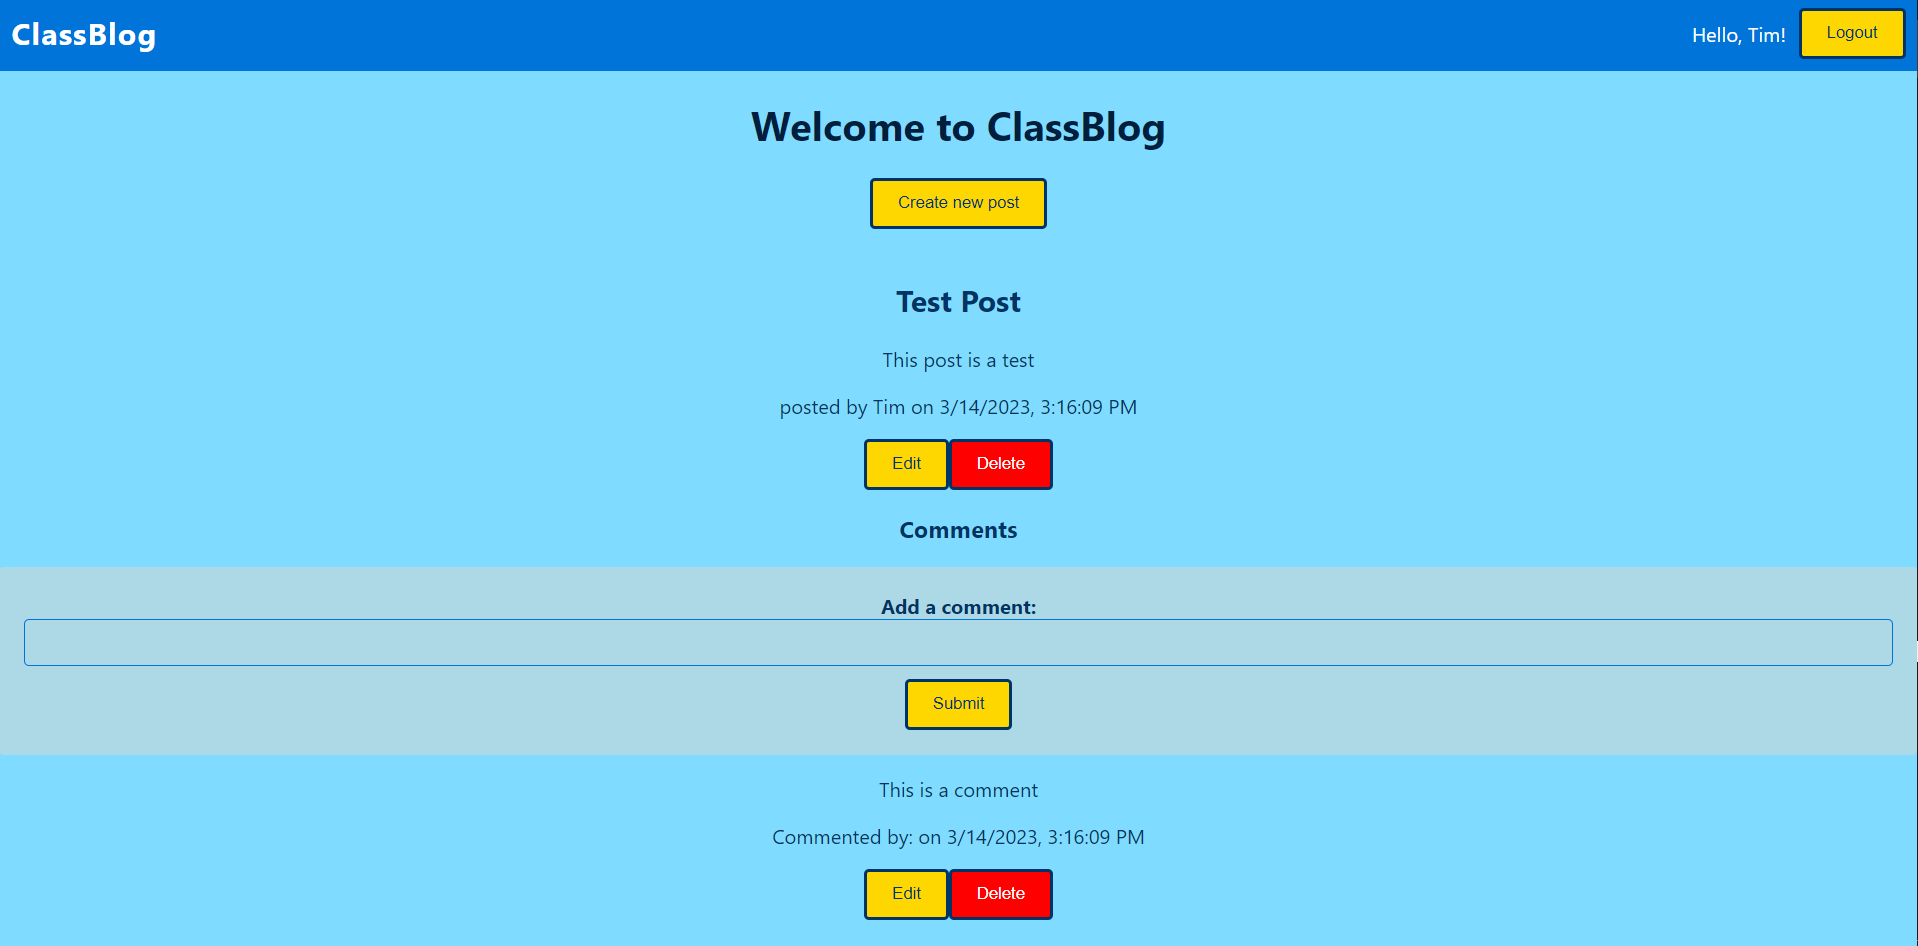 ClassBlog
Hello, Tim!
Logout
Welcome to ClassBlog
Create new post
Test Post
This post is a test
posted by Tim on 3/14/2023, 3:16:09 PM
Edit Delete
Comments
Add a comment:
Submit
This is a comment
Commented by: on 3/14/2023, 3:16:09 PM
Edit Delete